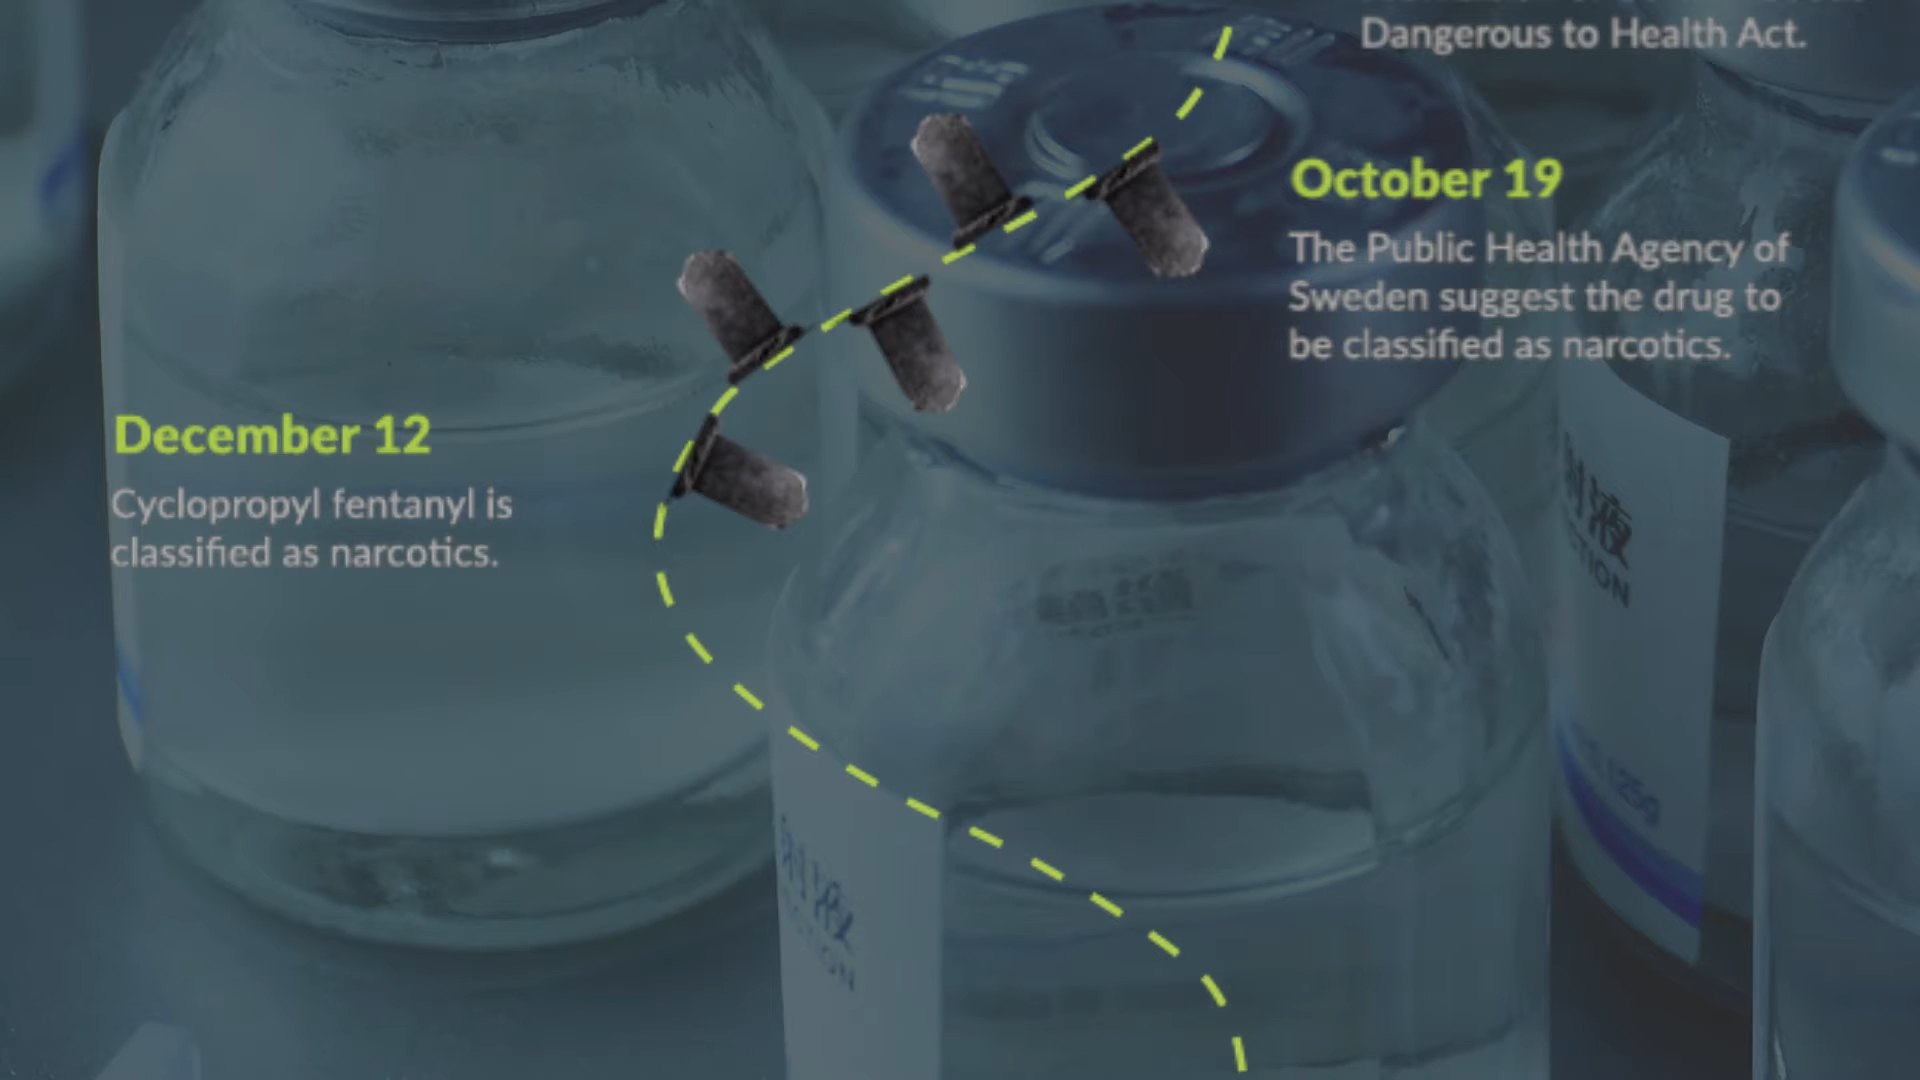 Dangerous to Health Act.
October 19
The Public Health Agency of
Sweden suggest the drug to
be classified as narcotics.
December 12
Cyclopropyl fentanyl is
classified as narcotics.